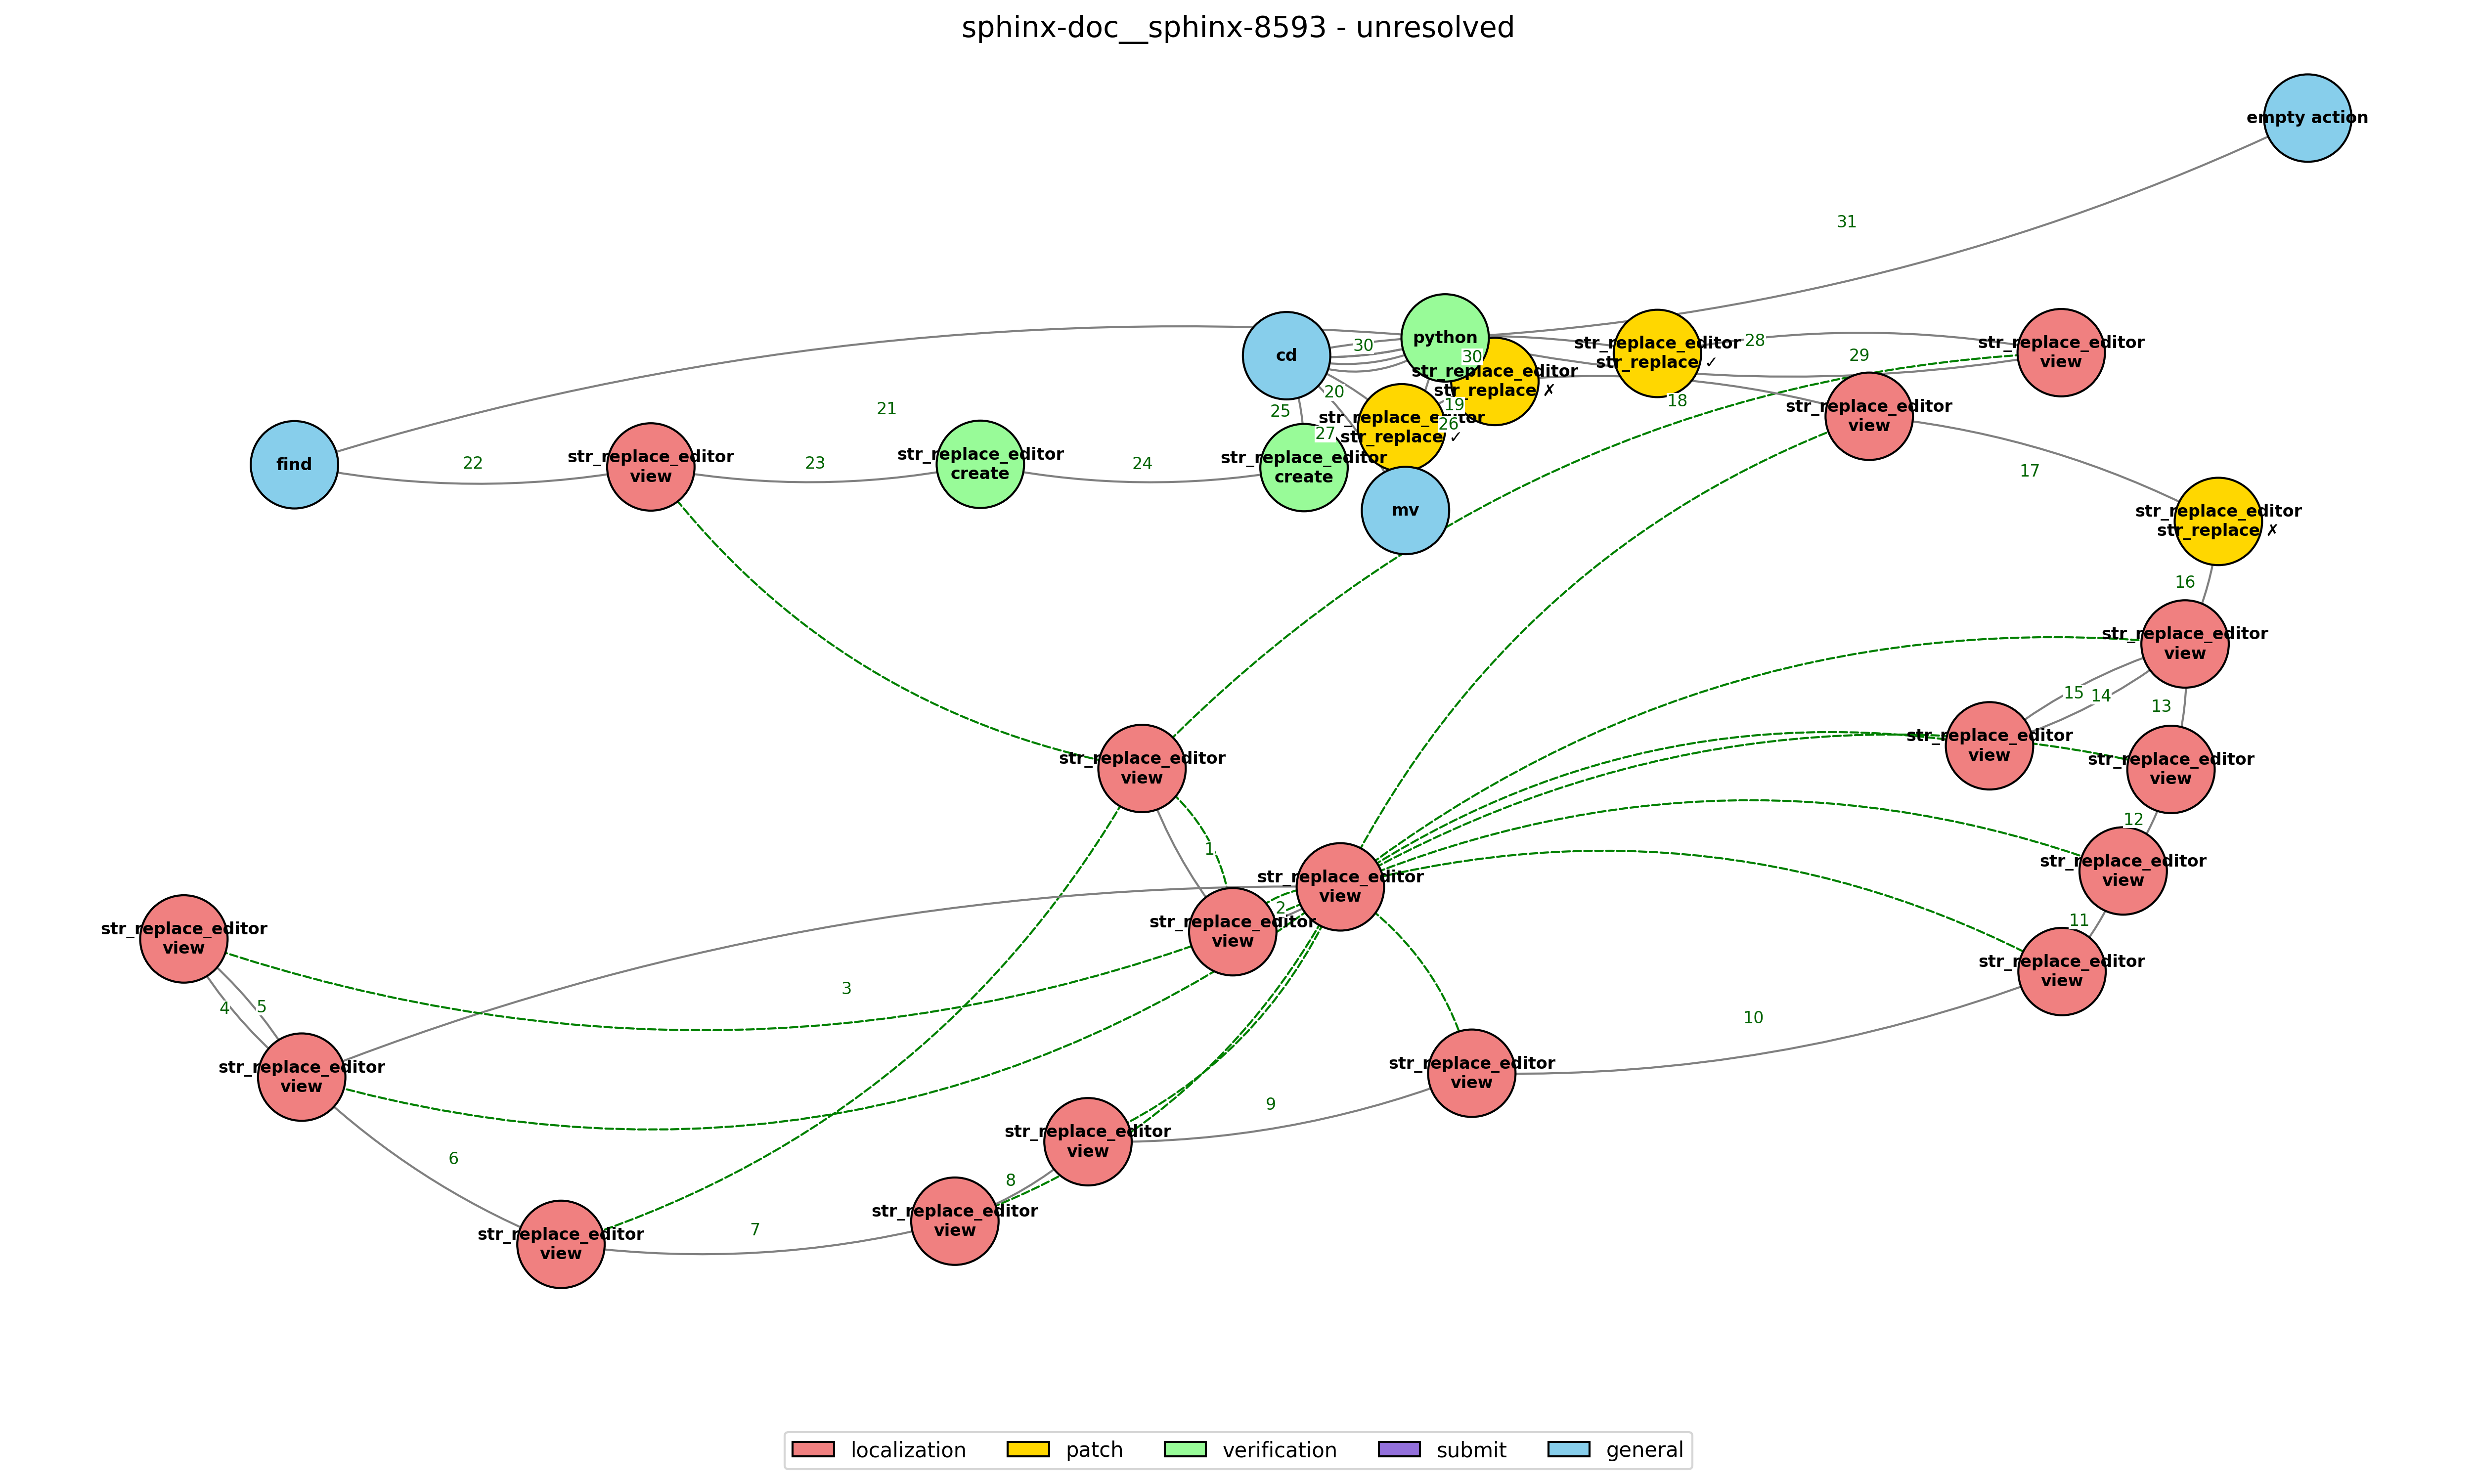 sphinx-doc__sphinx-8593 - unresolved
empty action
31
python
cd
30
30
str_replace_editor
str_replace ✓
28
str_replace_editor
view
29
str_replace_editor
str_replace ✗
20
19
18
str_replace_editor
view
21
25
27
26
str_replace_editor
str_replace ✓
find
22
str_replace_editor
view
23
str_replace_editor
create
24
str_replace_editor
create
17
mv
str_replace_editor
str_replace ✗
16
str_replace_editor
view
15
14
13
str_replace_editor
view
str_replace_editor
view
str_replace_editor
view
12
1
str_replace_editor
view
str_replace_editor
view
2
11
str_replace_editor
view
str_replace_editor
view
str_replace_editor
view
3
4
5
10
str_replace_editor
view
str_replace_editor
view
9
str_replace_editor
view
6
8
str_replace_editor
view
7
str_replace_editor
view
localization
patch
verification
submit
general